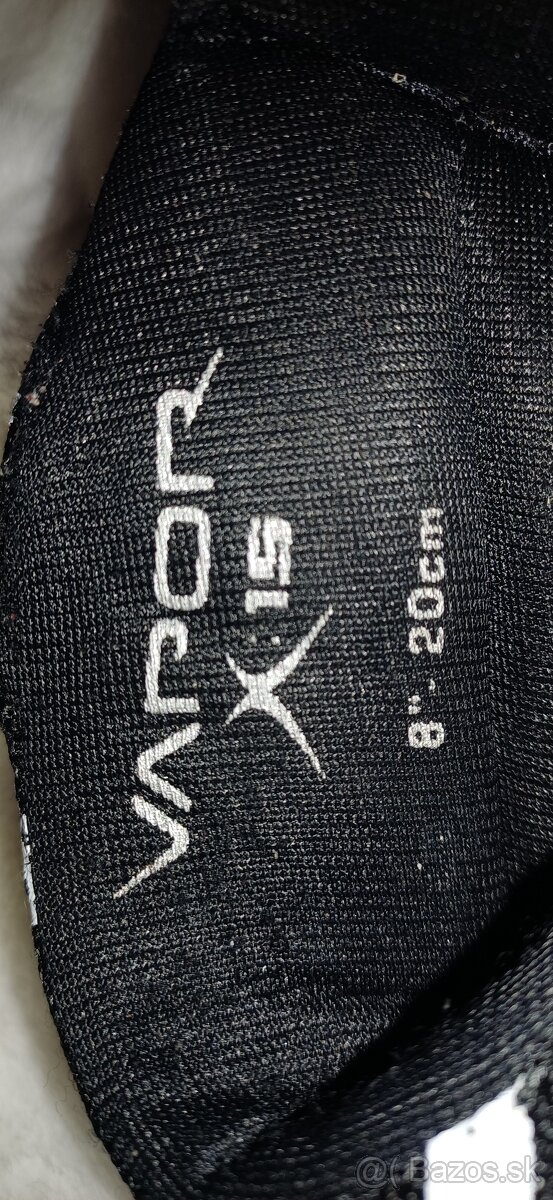 VAPOR
X:15
8" - 20cm
@( Bazos.sk